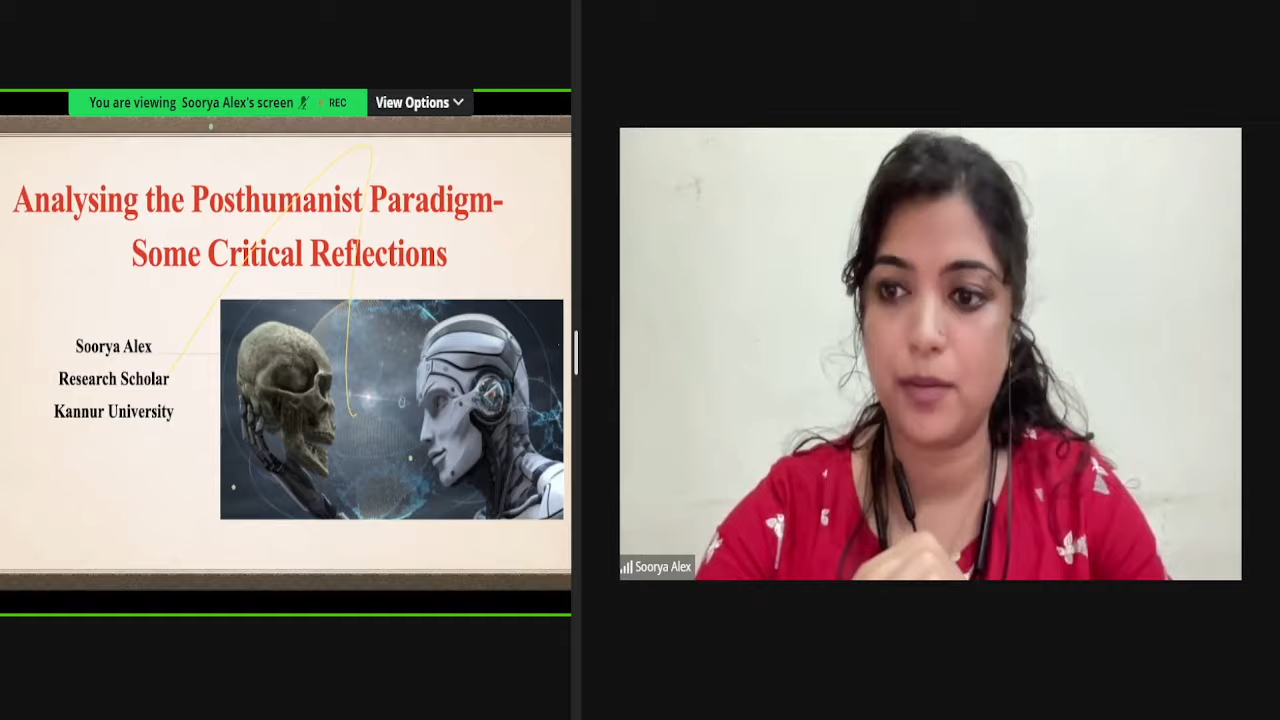 You are viewing Soorya Alex's screen REC View Options
Analysing the Posthumanist Paradigm-
Some Critical Reflections
Soorya Alex
Research Scholar
Kannur University
Soorya Alex